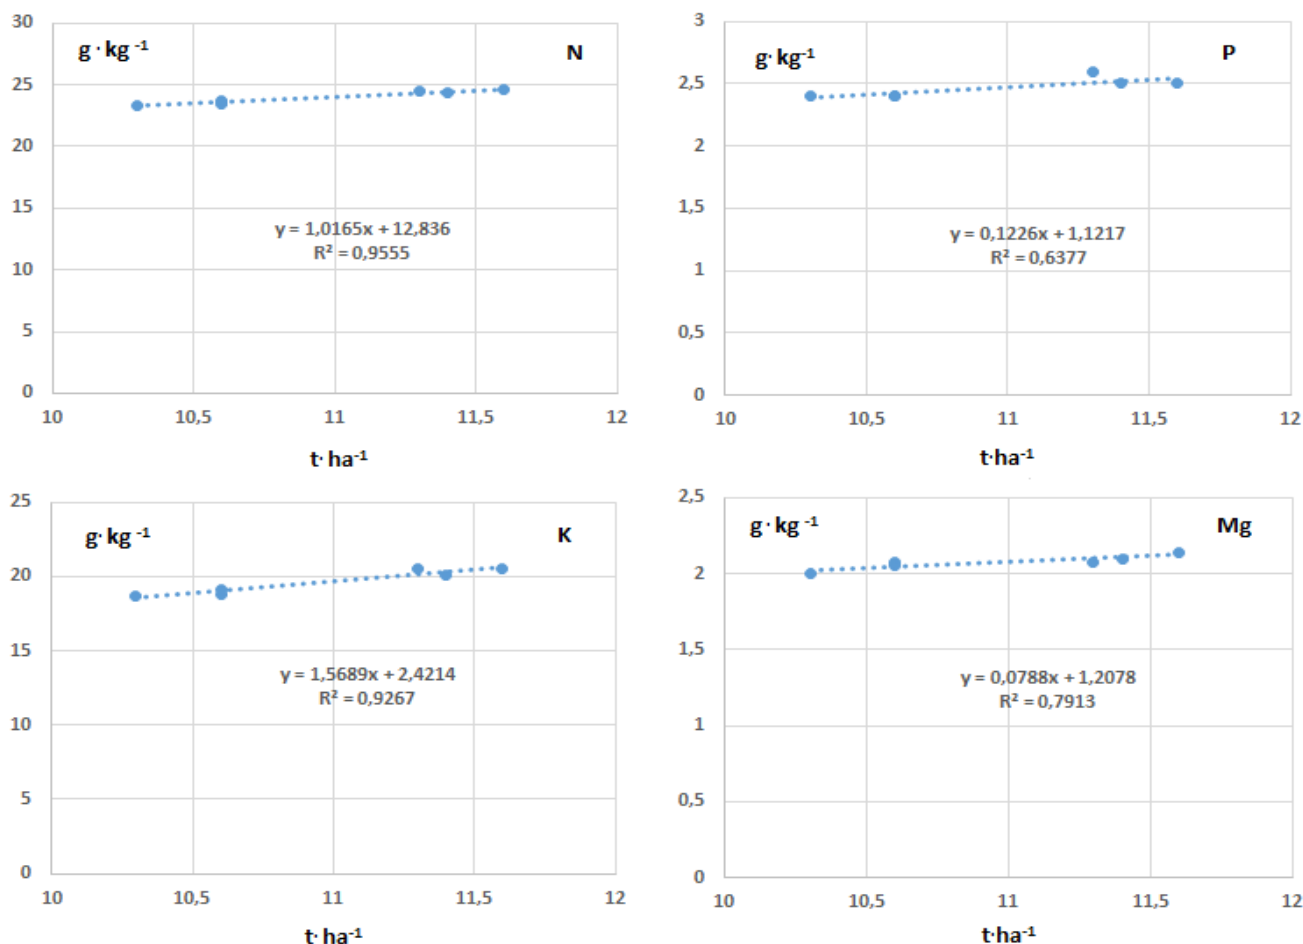 30
g · kg -1
N
25
20
15
y = 1,0165x + 12,836
R² = 0,9555
10
5
0
10 10,5 11 11,5 12
t· ha-1
3
g· kg-1
P
2,5
2
1,5
y = 0,1226x + 1,1217
R² = 0,6377
1
0,5
0
10 10,5 11 11,5 12
t·ha-1
25
g· kg -1
K
20
15
y = 1,5689x + 2,4214
R² = 0,9267
10
5
0
10 10,5 11 11,5 12
t· ha-1
2,5
g · kg -1
Mg
2
1,5
y = 0,0788x + 1,2078
R² = 0,7913
1
0,5
0
10 10,5 11 11,5 12
t·ha-1